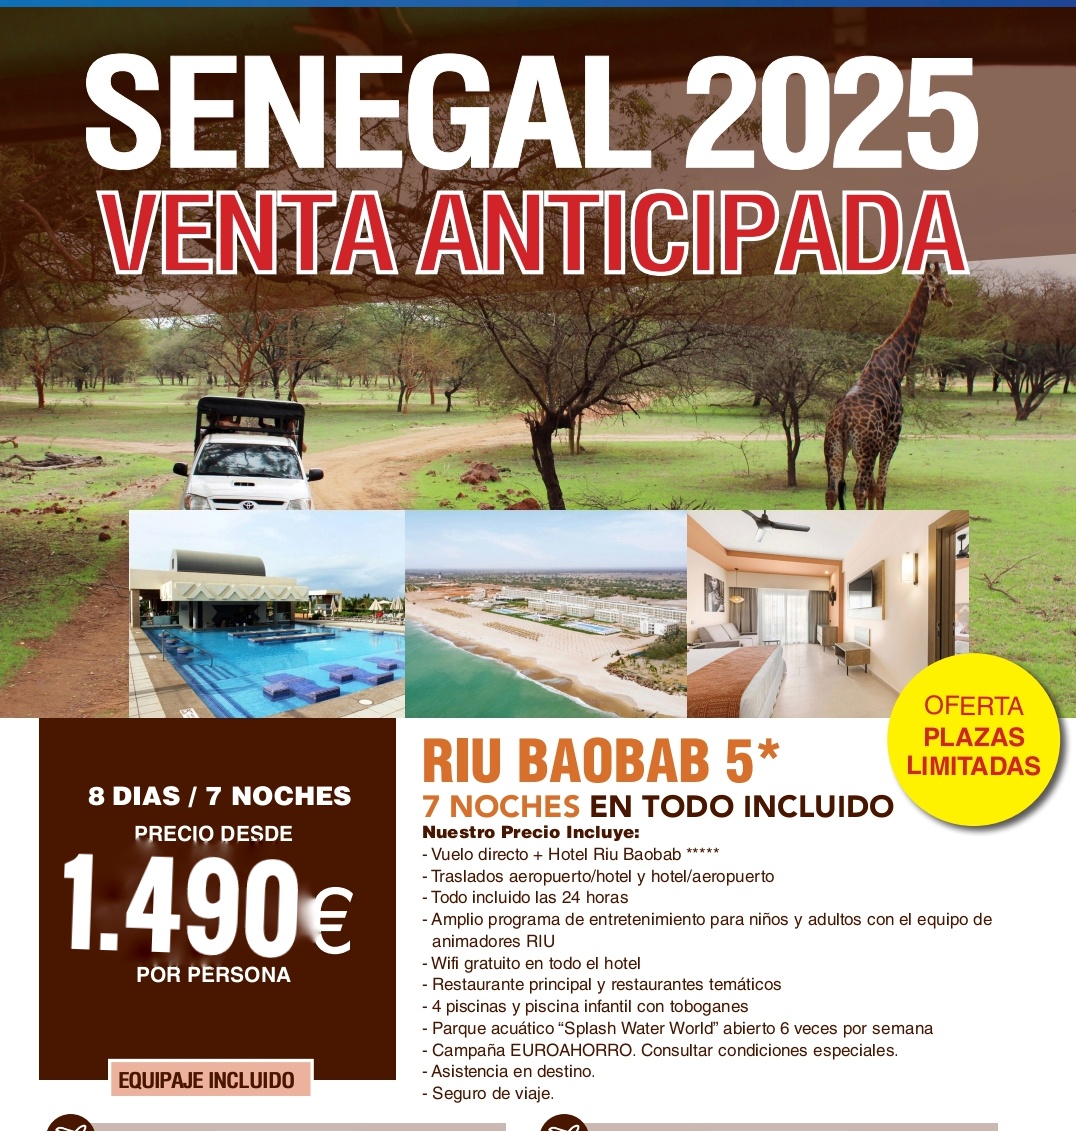 SENEGAL 2025
VENTA ANTICIPADA
OFERTA
PLAZAS
LIMITADAS
8 DIAS / 7 NOCHES
PRECIO DESDE
1.490€
POR PERSONA
EQUIPAJE INCLUIDO
RIU BAOBAB 5*
7 NOCHES EN TODO INCLUIDO
Nuestro Precio Incluye:
- Vuelo directo + Hotel Riu Baobab *****
- Traslados aeropuerto/hotel y hotel/aeropuerto
- Todo incluido las 24 horas
- Amplio programa de entretenimiento para niños y adultos con el equipo de
animadores RIU
- Wifi gratuito en todo el hotel
- Restaurante principal y restaurantes temáticos
- 4 piscinas y piscina infantil con toboganes
- Parque acuático “Splash Water World” abierto 6 veces por semana
- Campaña EUROAHORRO. Consultar condiciones especiales.
- Asistencia en destino.
- Seguro de viaje.